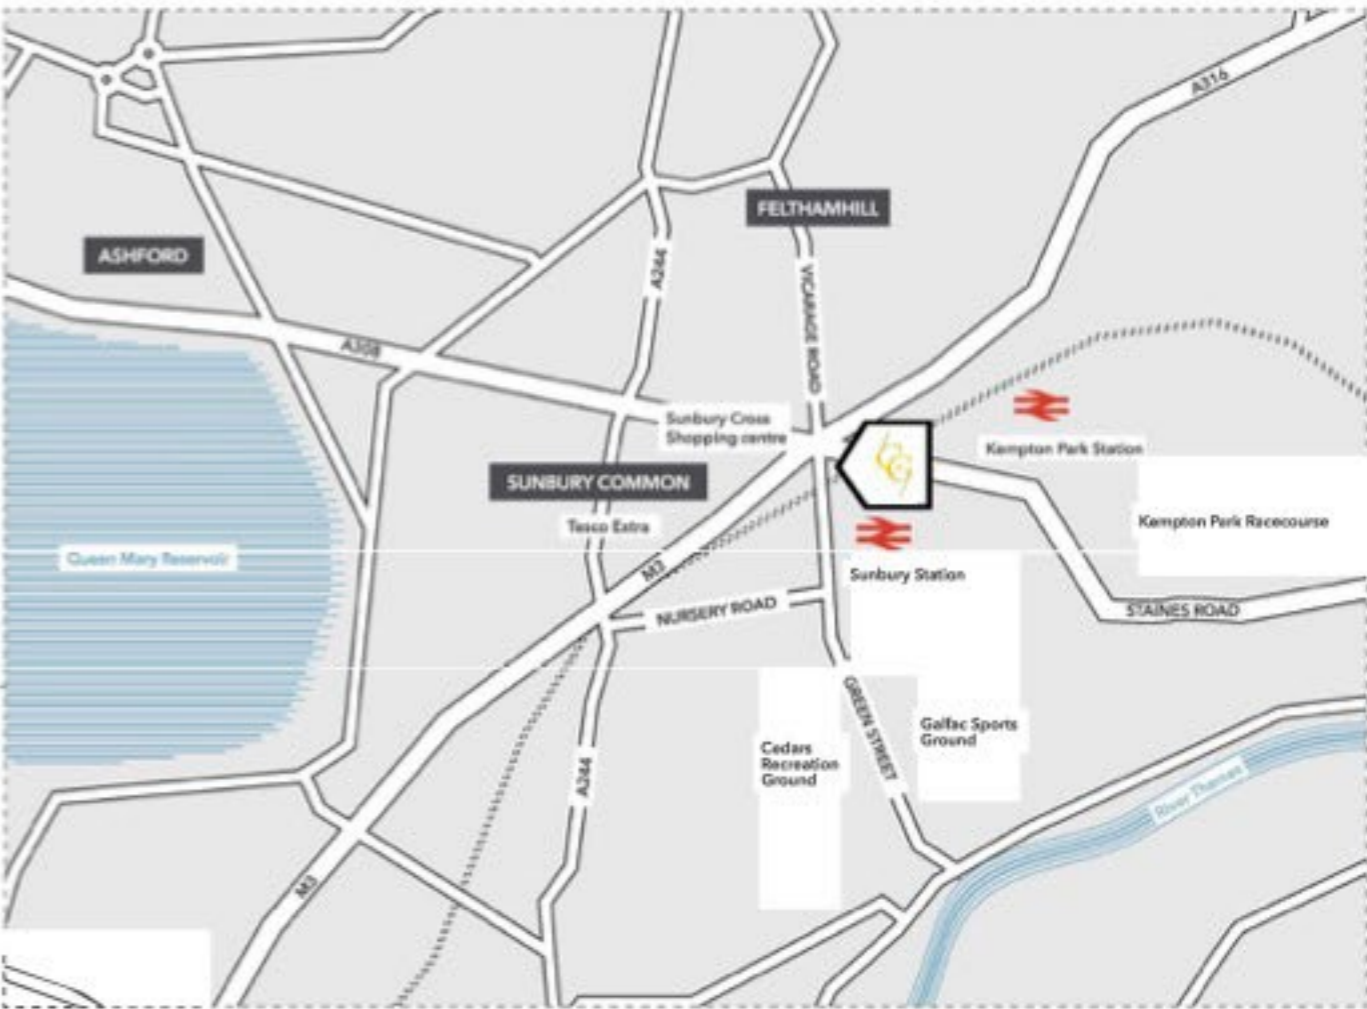 A316
FELTHAMHILL
ASHFORD
A244
VICARAGE ROAD
A308
Sunbury Cross
Shopping centre
Kempton Park Station
SUNBURY COMMON
Tesco Extra
Kempton Park Racecourse
Queen Mary Reservoir
M3
Sunbury Station
NURSERY ROAD
STAINES ROAD
GREEN STREET
Galfac Sports
Ground
Cedars
Recreation
Ground
A244
River Thames
M3